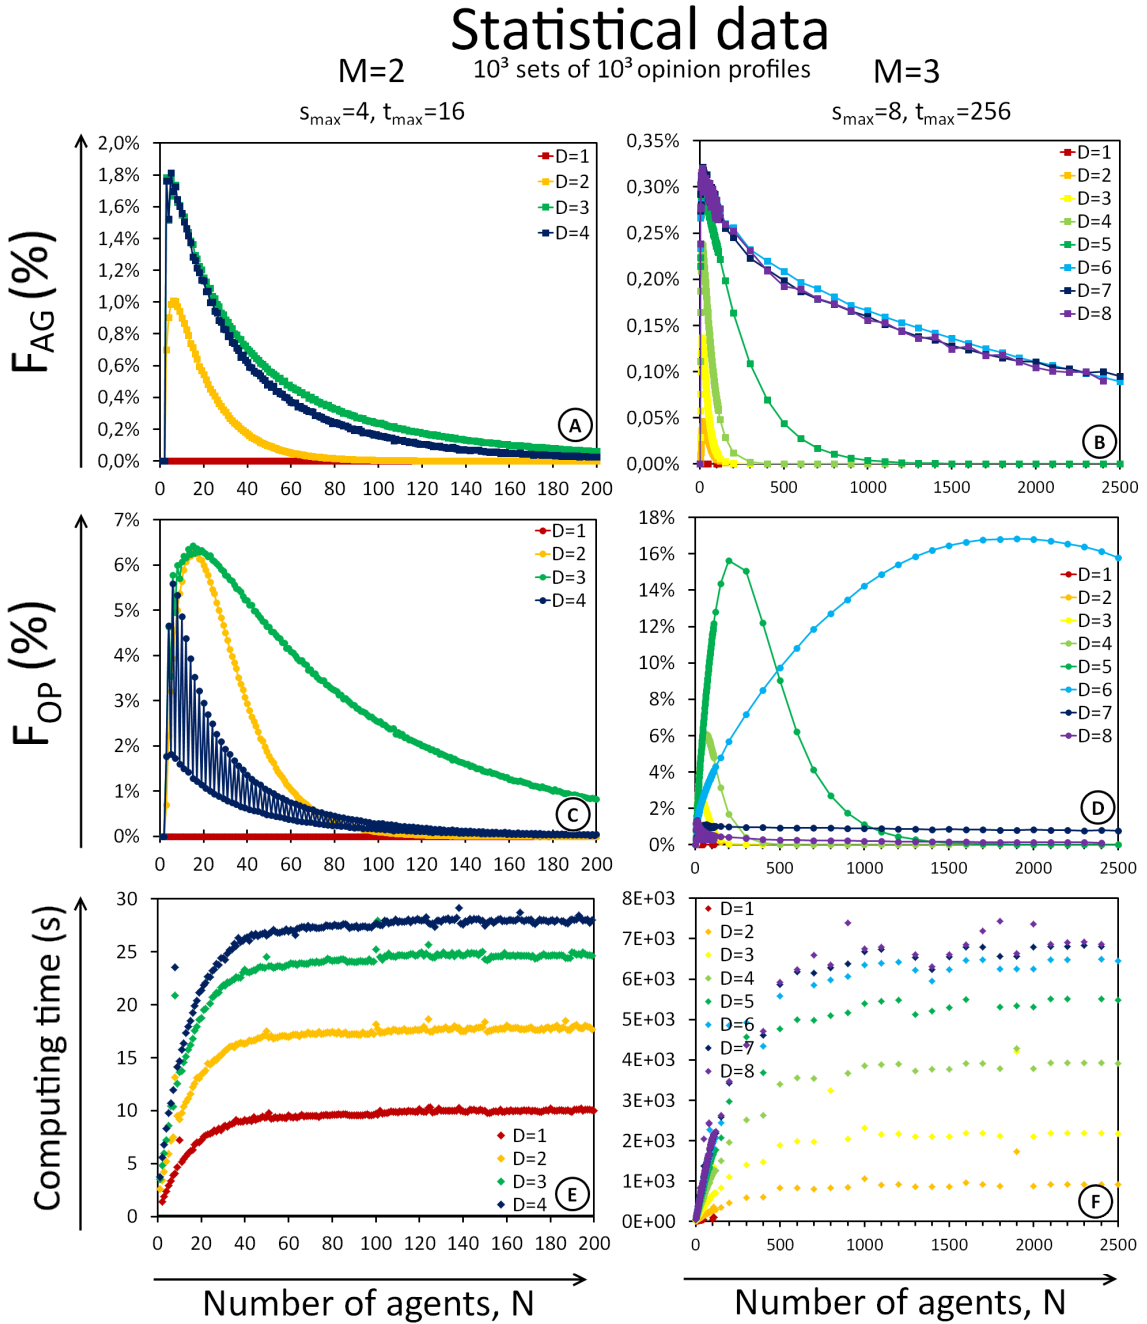 Statistical data
10³ sets of 10³ opinion profiles
M=2
M=3
s_max=4, t_max=16
s_max=8, t_max=256
F_AG (%)
2,0%
1,8%
1,6%
1,4%
1,2%
1,0%
0,8%
0,6%
0,4%
0,2%
0,0%
0 20 40 60 80 100 120 140 160 180 200
D=1
D=2
D=3
D=4
A
0,35%
0,30%
0,25%
0,20%
0,15%
0,10%
0,05%
0,00%
0 500 1000 1500 2000 2500
D=1
D=2
D=3
D=4
D=5
D=6
D=7
D=8
B
F_OP (%)
7%
6%
5%
4%
3%
2%
1%
0%
0 20 40 60 80 100 120 140 160 180 200
D=1
D=2
D=3
D=4
C
18%
16%
14%
12%
10%
8%
6%
4%
2%
0%
0 500 1000 1500 2000 2500
D=1
D=2
D=3
D=4
D=5
D=6
D=7
D=8
D
Computing time (s)
30
25
20
15
10
5
0
0 20 40 60 80 100 120 140 160 180 200
D=1
D=2
D=3
D=4
E
8E+03
7E+03
6E+03
5E+03
4E+03
3E+03
2E+03
1E+03
0E+00
0 500 1000 1500 2000 2500
D=1
D=2
D=3
D=4
D=5
D=6
D=7
D=8
F
Number of agents, N
Number of agents, N